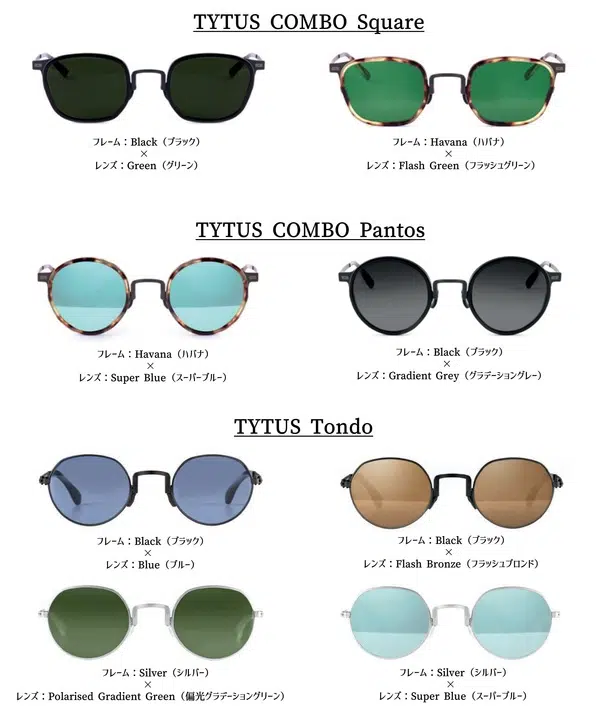 TYTUS COMBO Square
フレーム：Black（ブラック）
×
レンズ：Green（グリーン）
フレーム：Havana（ハバナ）
×
レンズ：Flash Green（フラッシュグリーン）
TYTUS COMBO Pantos
フレーム：Havana（ハバナ）
×
レンズ：Super Blue（スーパーブルー）
フレーム：Black（ブラック）
×
レンズ：Gradient Grey（グラデーショングレー）
TYTUS Tondo
フレーム：Black（ブラック）
×
レンズ：Blue（ブルー）
フレーム：Black（ブラック）
×
レンズ：Flash Bronze（フラッシュブロンド）
フレーム：Silver（シルバー）
×
レンズ：Polarised Gradient Green（偏光グラデーショングリーン）
フレーム：Silver（シルバー）
×
レンズ：Super Blue（スーパーブルー）